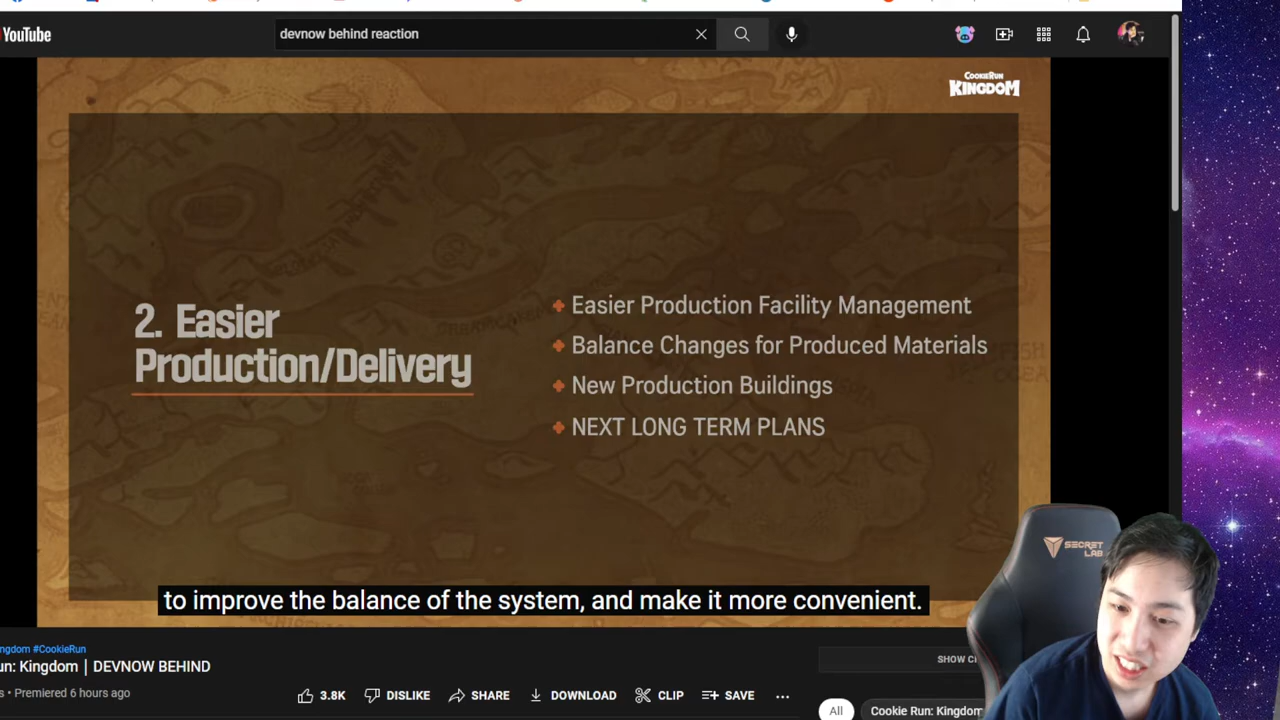 YouTube
devnow behind reaction
COOKIERUN
KINGDOM
2. Easier
Production/Delivery
Easier Production Facility Management
Balance Changes for Produced Materials
New Production Buildings
NEXT LONG TERM PLANS
to improve the balance of the system, and make it more convenient.
ngdom #CookieRun
un: Kingdom | DEVNOW BEHIND
s • Premiered 6 hours ago
3.8K
DISLIKE
SHARE
DOWNLOAD
CLIP
SAVE
SHOW C
All
Cookie Run: Kingdom
SECRET
LAB